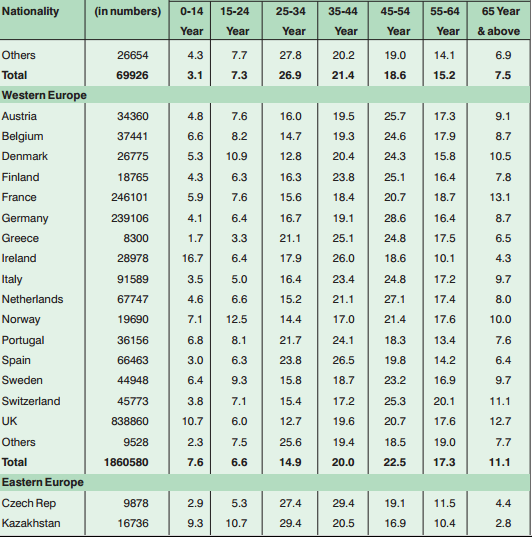 Nationality (in numbers) 0-14 15-24 25-34 35-44 45-54 55-64 65 Year
Year Year Year Year Year Year & above
Others 26654 4.3 7.7 27.8 20.2 19.0 14.1 6.9
Total 69926 3.1 7.3 26.9 21.4 18.6 15.2 7.5
Western Europe
Austria 34360 4.8 7.6 16.0 19.5 25.7 17.3 9.1
Belgium 37441 6.6 8.2 14.7 19.3 24.6 17.9 8.7
Denmark 26775 5.3 10.9 12.8 20.4 24.3 15.8 10.5
Finland 18765 4.3 6.3 16.3 23.8 25.1 16.4 7.8
France 246101 5.9 7.6 15.6 18.4 20.7 18.7 13.1
Germany 239106 4.1 6.4 16.7 19.1 28.6 16.4 8.7
Greece 8300 1.7 3.3 21.1 25.1 24.8 17.5 6.5
Ireland 28978 16.7 6.4 17.9 26.0 18.6 10.1 4.3
Italy 91589 3.5 5.0 16.4 23.4 24.8 17.2 9.7
Netherlands 67747 4.6 6.6 15.2 21.1 27.1 17.4 8.0
Norway 19690 7.1 12.5 14.4 17.0 21.4 17.6 10.0
Portugal 36156 6.8 8.1 21.7 24.1 18.3 13.4 7.6
Spain 66463 3.0 6.3 23.8 26.5 19.8 14.2 6.4
Sweden 44948 6.4 9.3 15.8 18.7 23.2 16.9 9.7
Switzerland 45773 3.8 7.1 15.4 17.2 25.3 20.1 11.1
UK 838860 10.7 6.0 12.7 19.6 20.7 17.6 12.7
Others 9528 2.3 7.5 25.6 19.4 18.5 19.0 7.7
Total 1860580 7.6 6.6 14.9 20.0 22.5 17.3 11.1
Eastern Europe
Czech Rep 9878 2.9 5.3 27.4 29.4 19.1 11.5 4.4
Kazakhstan 16736 9.3 10.7 29.4 20.5 16.9 10.4 2.8